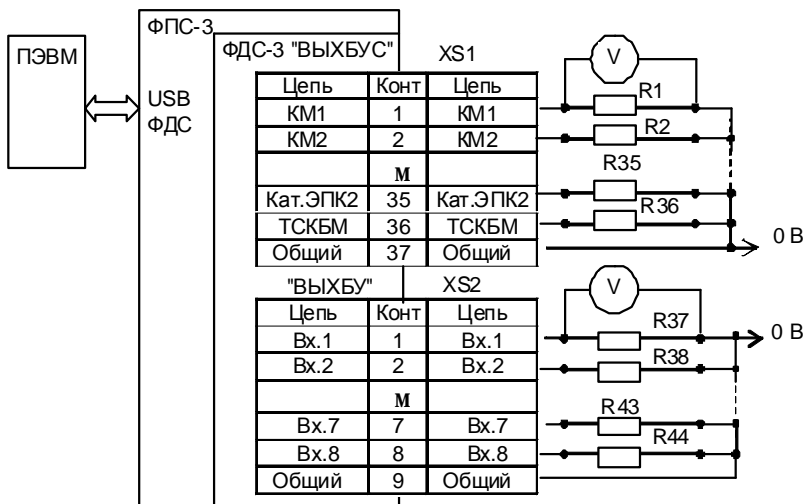 ФПС-3
ПЭВМ
USB
ФДС
ФДС-3 "ВЫХБУС"
XS1
Цепь Конт Цепь
КМ1 1 КМ1
КМ2 2 КМ2
М
Кат.ЭПК2 35 Кат.ЭПК2
ТСКБМ 36 ТСКБМ
Общий 37 Общий
V
R1
R2
R35
R36
0 В
"ВЫХБУ"
XS2
Цепь Конт Цепь
Вх.1 1 Вх.1
Вх.2 2 Вх.2
М
Вх.7 7 Вх.7
Вх.8 8 Вх.8
Общий 9 Общий
V
R37
0 В
R38
R43
R44